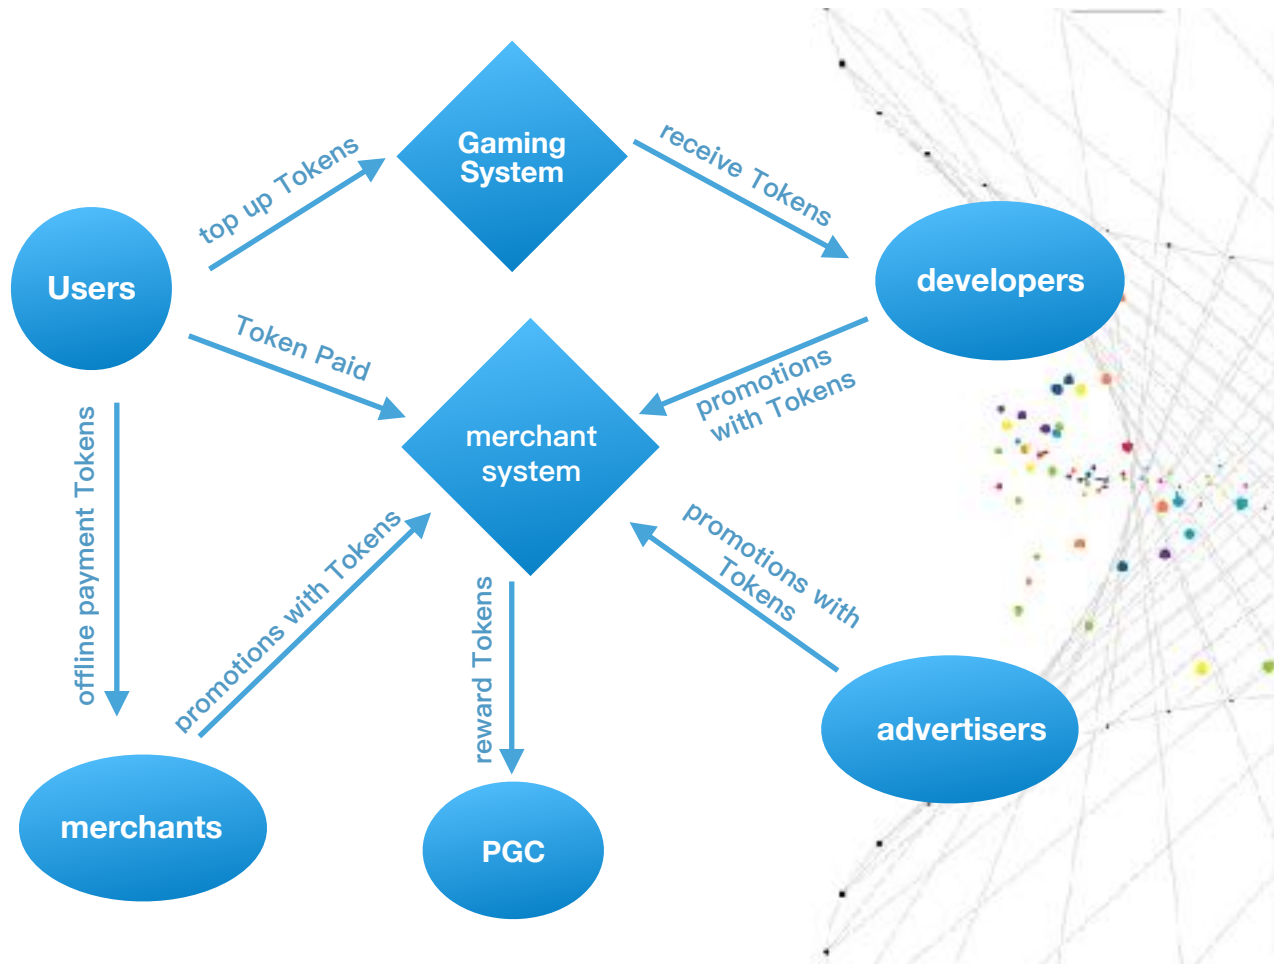 Gaming
System
top up Tokens
receive Tokens
Users
developers
Token Paid
promotions
with Tokens
merchant
system
offline payment Tokens
promotions with Tokens
reward Tokens
promotions with
Tokens
advertisers
merchants
PGC